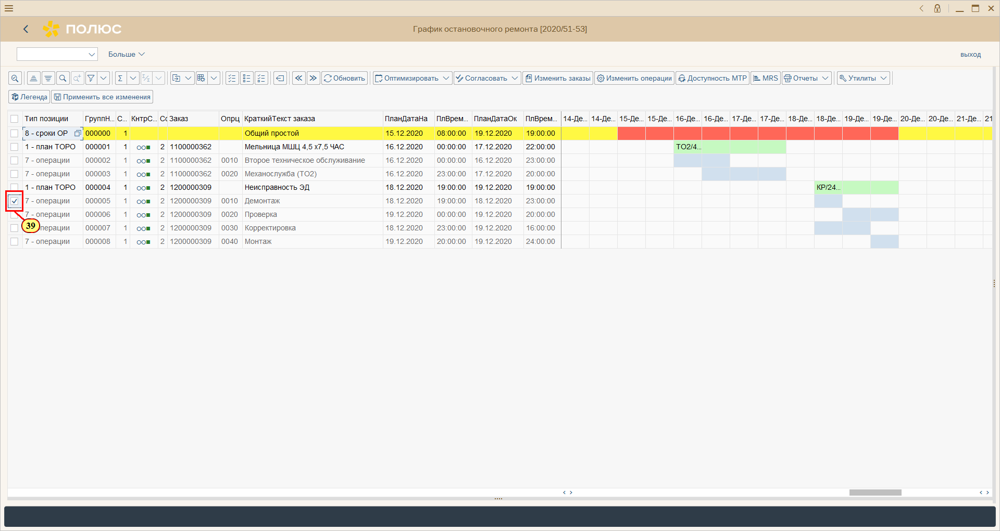 ПОЛЮС
График остановочного ремонта [2020/51-53]
Больше
выход
Обновить Оптимизировать Согласовать Изменить заказы Изменить операции Доступность МТР MRS Отчеты Утилиты
Легенда Применить все изменения
Тип позиции ГруппН... С... КнтрС... Заказ Опрц КраткийТекст заказа ПланДатаНа ПлВрем... ПланДатаОк ПлВрем... 14-Де... 14-Де... 15-Де... 15-Де... 16-Де... 16-Де... 17-Де... 17-Де... 18-Де... 18-Де... 19-Де... 19-Де... 20-Де... 20-Де... 21-Де... 21
8 - сроки ОР 000000 1 Общий простой 15.12.2020 08:00:00 19.12.2020 19:00:00
1 - план ТОРО 000001 1 2 1100000362 Мельница МШЦ 4,5 х7,5 ЧАС 16.12.2020 00:00:00 17.12.2020 22:00:00 ТО2/4...
7 - операции 000002 1 2 1100000362 0010 Второе техническое обслуживание 16.12.2020 00:00:00 16.12.2020 23:00:00
7 - операции 000003 1 2 1100000362 0020 Механослужба (ТО2) 16.12.2020 23:00:00 17.12.2020 20:00:00
1 - план ТОРО 000004 1 2 1200000309 Неисправность ЭД 18.12.2020 19:00:00 19.12.2020 19:00:00 КР/24...
7 - операции 000005 1 2 1200000309 0010 Демонтаж 18.12.2020 19:00:00 18.12.2020 23:00:00
7 - операции 000006 1 2 1200000309 0020 Проверка 19.12.2020 00:00:00 19.12.2020 20:00:00
39 перации 000007 1 2 1200000309 0030 Корректировка 18.12.2020 23:00:00 19.12.2020 16:00:00
7 - операции 000008 1 2 1200000309 0040 Монтаж 19.12.2020 20:00:00 19.12.2020 24:00:00